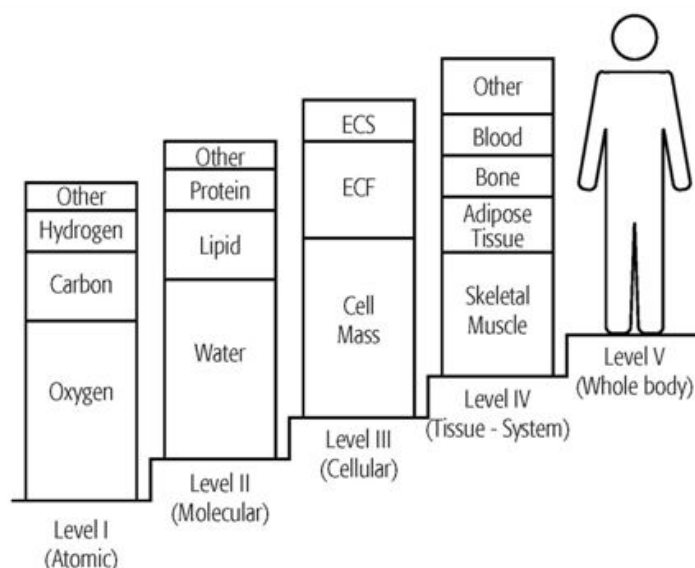 Other
Hydrogen
Carbon
Oxygen
Level I
(Atomic)
Other
Protein
Lipid
Water
Level II
(Molecular)
ECS
ECF
Cell
Mass
Level III
(Cellular)
Other
Blood
Bone
Adipose
Tissue
Skeletal
Muscle
Level IV
(Tissue - System)
Level V
(Whole body)